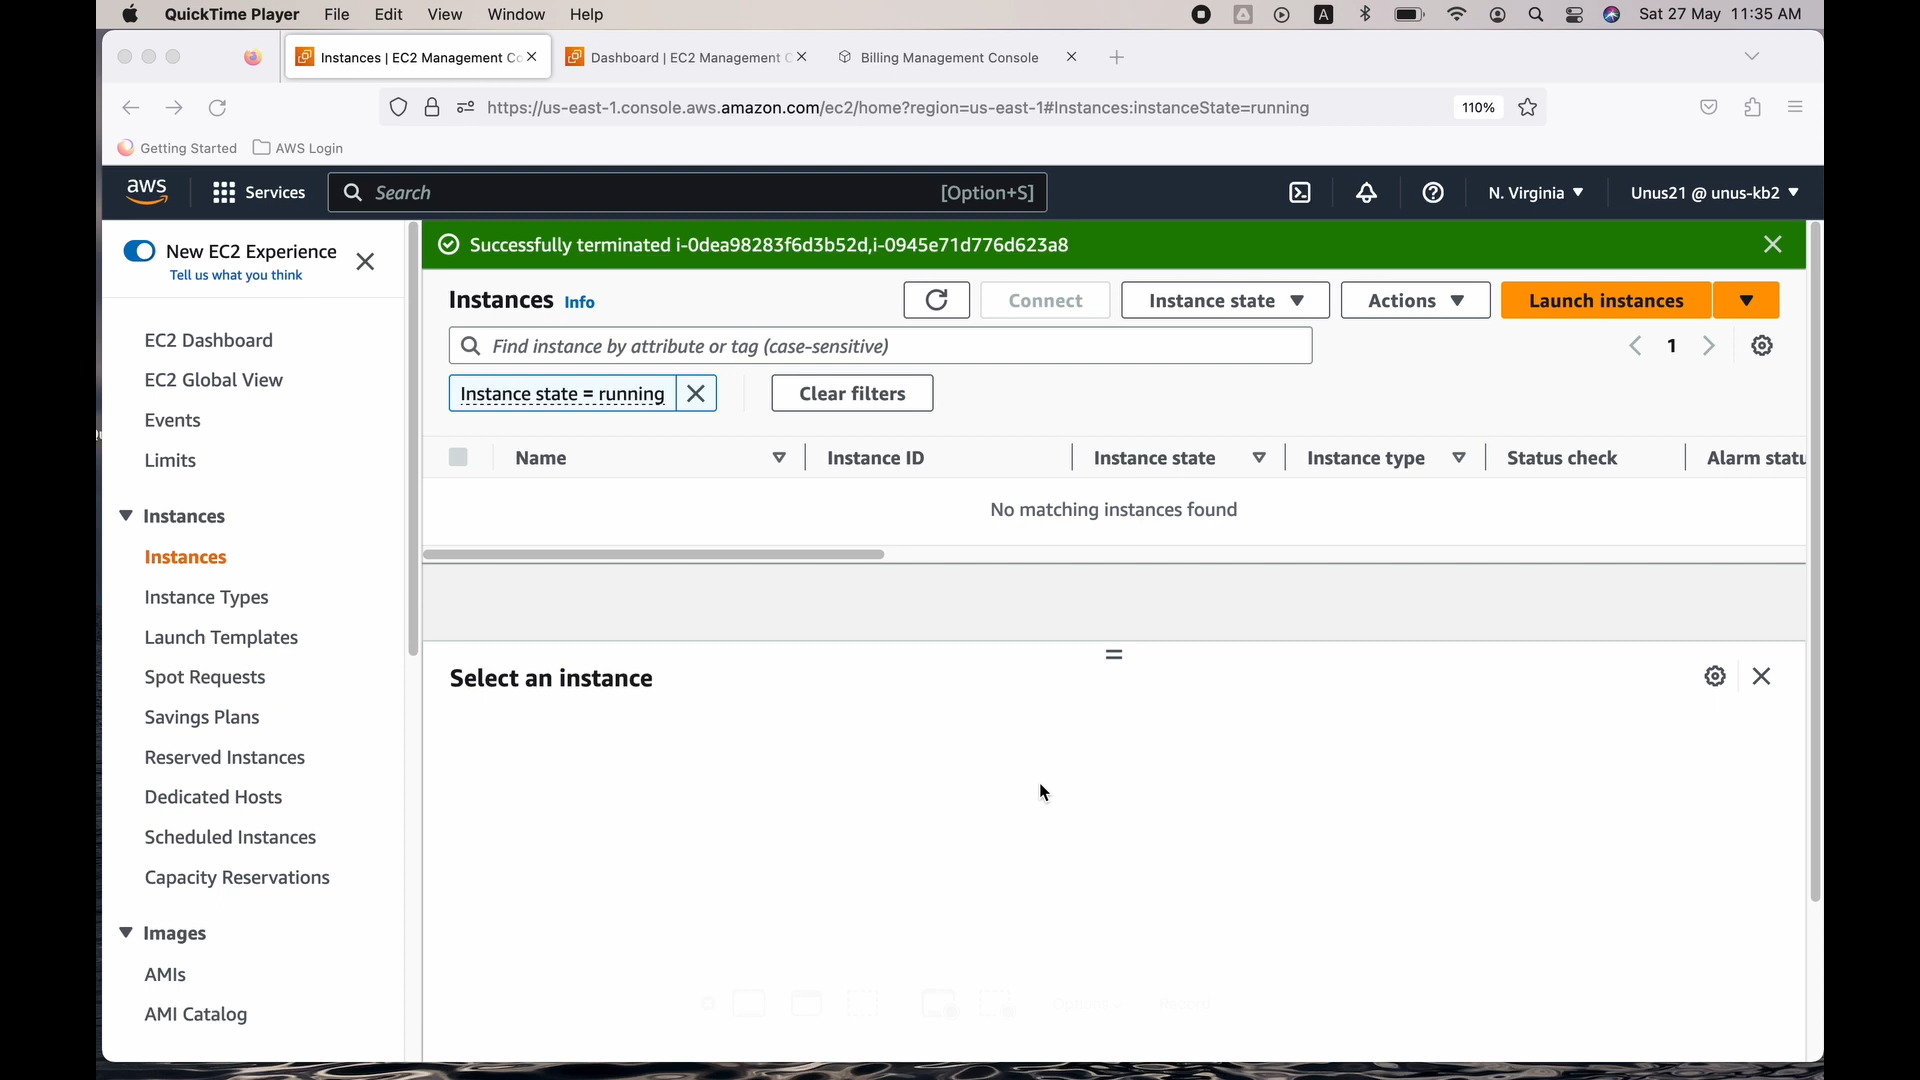 QuickTime Player File Edit View Window Help A Sat 27 May 11:35 AM
Instances | EC2 Management Co Dashboard | EC2 Management C Billing Management Console
https://us-east-1.console.aws.amazon.com/ec2/home?region=us-east-1#Instances:instanceState=running 110%
Getting Started AWS Login
aws Services Search [Option+S] N. Virginia Unus21 @ unus-kb2
New EC2 Experience
Tell us what you think
EC2 Dashboard
EC2 Global View
Events
Limits
Instances
Instances
Instance Types
Launch Templates
Spot Requests
Savings Plans
Reserved Instances
Dedicated Hosts
Scheduled Instances
Capacity Reservations
Images
AMIs
AMI Catalog
Successfully terminated i-0dea98283f6d3b52d,i-0945e71d776d623a8
Instances Info Connect Instance state Actions Launch instances
Find instance by attribute or tag (case-sensitive) 1
Instance state = running Clear filters
Name Instance ID Instance state Instance type Status check Alarm statu
No matching instances found
Select an instance